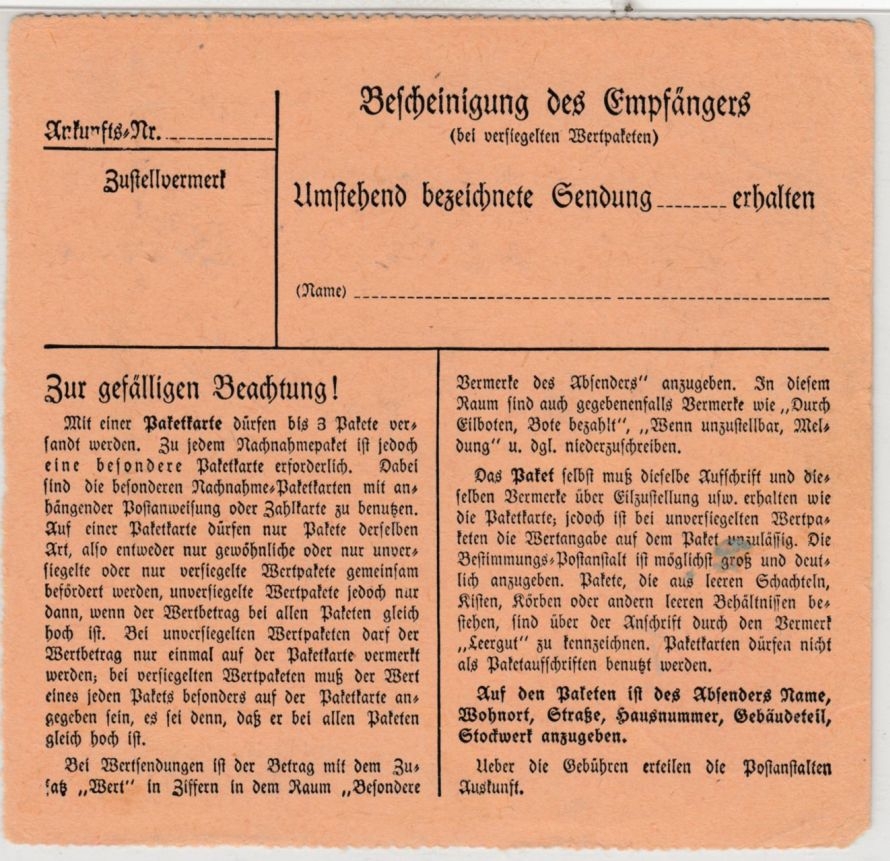 Ankunfts-Nr.
Zustellvermerk
Bescheinigung des Empfängers
(bei versiegelten Wertpaketen)
Umstehend bezeichnete Sendung erhalten
(Name)
Zur gefälligen Beachtung!
Mit einer Paketkarte dürfen bis 3 Pakete ver-
sandt werden. Zu jedem Nachnahmepaket ist jedoch
eine besondere Paketkarte erforderlich. Dabei
sind die besonderen Nachnahme-Paketkarten mit an-
hängender Postanweisung oder Zahlkarte zu benutzen.
Auf einer Paketkarte dürfen nur Pakete derselben
Art, also entweder nur gewöhnliche oder nur unver-
siegelte oder nur versiegelte Wertpakete gemeinsam
befördert werden, unversiegelte Wertpakete jedoch nur
dann, wenn der Wertbetrag bei allen Paketen gleich
hoch ist. Bei unversiegelten Wertpaketen darf der
Wertbetrag nur einmal auf der Paketkarte vermerkt
werden; bei versiegelten Wertpaketen muß der Wert
eines jeden Pakets besonders auf der Paketkarte an-
gegeben sein, es sei denn, daß er bei allen Paketen
gleich hoch ist.
Bei Wertsendungen ist der Betrag mit dem Zu-
satz „Wert" in Ziffern in dem Raum „Besondere
Vermerke des Absenders" anzugeben. In diesem
Raum sind auch gegebenenfalls Vermerke wie „Durch
Eilboten, Bote bezahlt", „Wenn unzustellbar, Mel-
dung" u. dgl. niederzuschreiben.
Das Paket selbst muß dieselbe Aufschrift und die-
selben Vermerke über Eilzustellung usw. erhalten wie
die Paketkarte; jedoch ist bei unversiegelten Wertpa-
keten die Wertangabe auf dem Paket unzulässig. Die
Bestimmungs-Postanstalt ist möglichst groß und deut-
lich anzugeben. Pakete, die aus leeren Schachteln,
Kisten, Körben oder andern leeren Behältnissen be-
stehen, sind über der Anschrift durch den Vermerk
„Leergut" zu kennzeichnen. Paketkarten dürfen nicht
als Paketaufschriften benutzt werden.
Auf den Paketen ist des Absenders Name,
Wohnort, Straße, Hausnummer, Gebäudeteil,
Stockwerk anzugeben.
Ueber die Gebühren erteilen die Postanstalten
Auskunft.